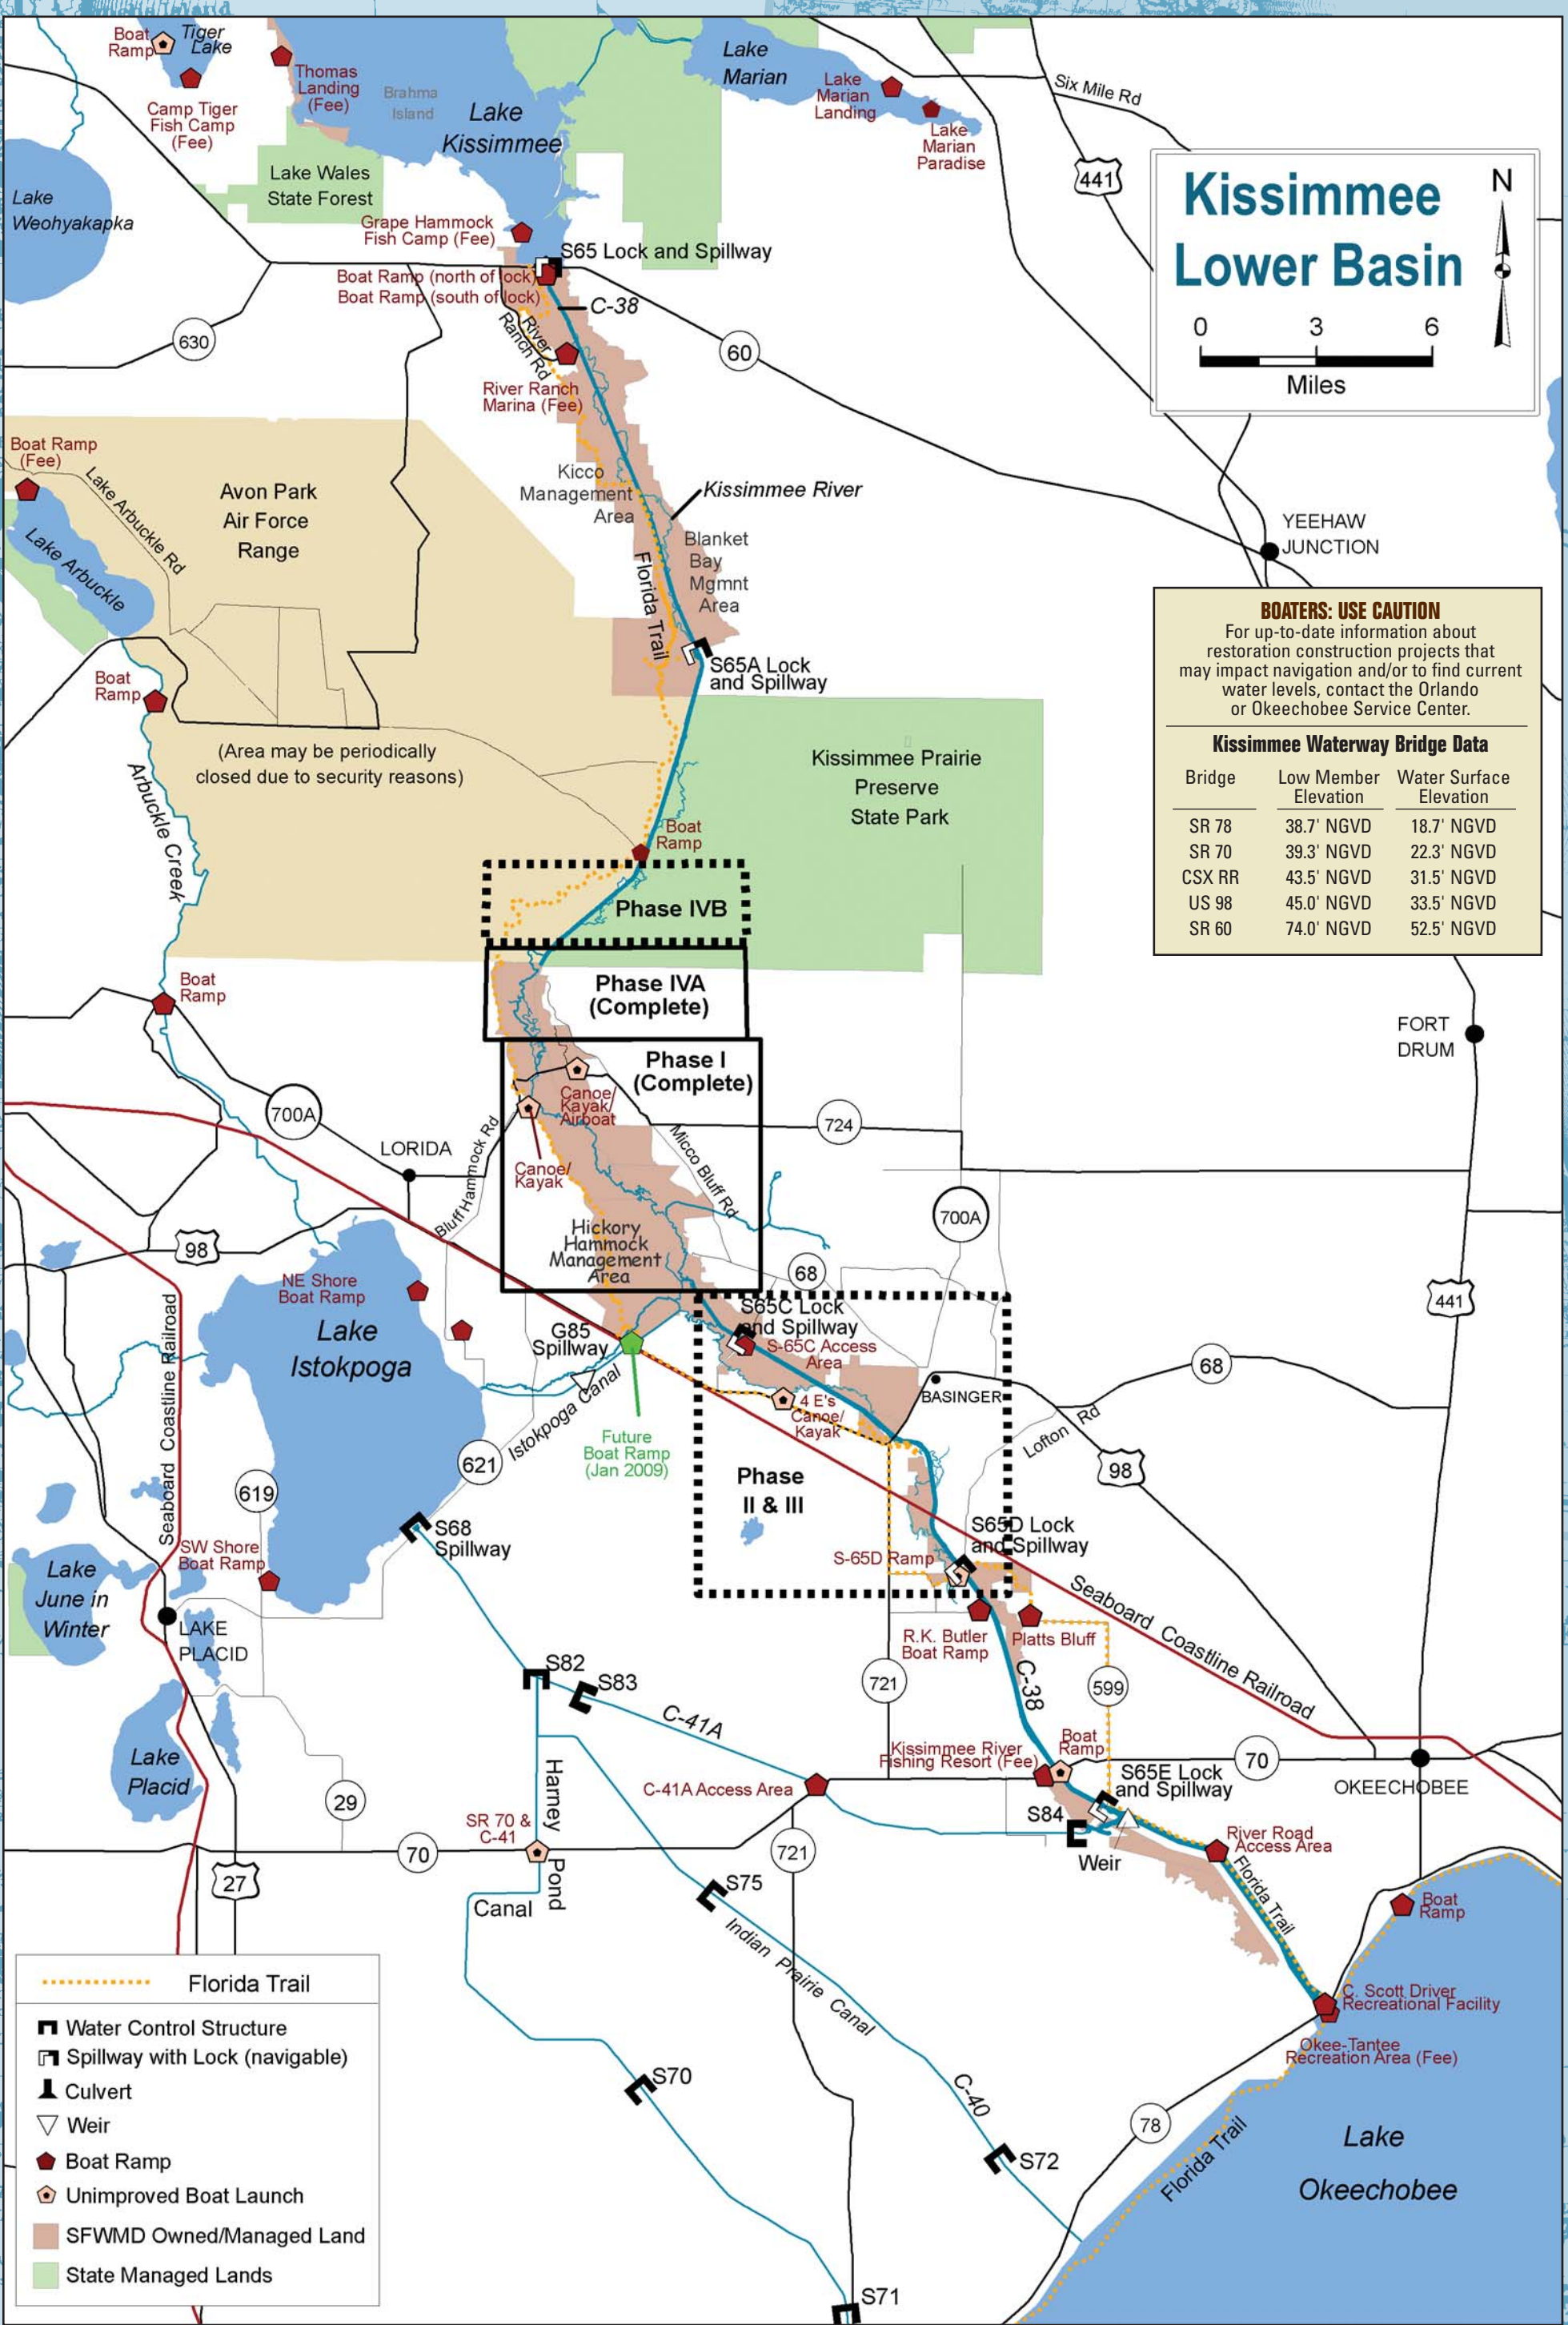 Boat
Ramp
Tiger
Lake
Camp Tiger
Fish Camp
(Fee)
Thomas
Landing
(Fee)
Brahma
Island
Lake
Kissimmee
Lake
Marian
Lake
Marian
Landing
Lake
Marian
Paradise
Six Mile Rd
441
Lake
Weohyakapka
Lake Wales
State Forest
Grape Hammock
Fish Camp (Fee)
S65 Lock and Spillway
Boat Ramp (north of lock)
Boat Ramp (south of lock)
C-38
630
River
Ranch Rd
60
River Ranch
Marina (Fee)
Kissimmee
Lower Basin
N
0 3 6
Miles
Boat Ramp
(Fee)
Lake Arbuckle Rd
Avon Park
Air Force
Range
Lake Arbuckle
Kicco
Management
Area
Kissimmee River
Blanket
Bay
Mgmnt
Area
Florida Trail
YEEHAW
JUNCTION
S65A Lock
and Spillway
Boat
Ramp
(Area may be periodically
closed due to security reasons)
Arbuckle Creek
Kissimmee Prairie
Preserve
State Park
Boat
Ramp
BOATERS: USE CAUTION
For up-to-date information about
restoration construction projects that
may impact navigation and/or to find current
water levels, contact the Orlando
or Okeechobee Service Center.
Kissimmee Waterway Bridge Data
Bridge Low Member Elevation Water Surface Elevation
SR 78 38.7' NGVD 18.7' NGVD
SR 70 39.3' NGVD 22.3' NGVD
CSX RR 43.5' NGVD 31.5' NGVD
US 98 45.0' NGVD 33.5' NGVD
SR 60 74.0' NGVD 52.5' NGVD
Phase IVB
Phase IVA
(Complete)
Boat
Ramp
Phase I
(Complete)
FORT
DRUM
700A
LORIDA
Bluff Hammock Rd
Canoe/
Kayak/
Airboat
Canoe/
Kayak
Micco Bluff Rd
724
700A
Hickory
Hammock
Management
Area
98
68
NE Shore
Boat Ramp
Lake
Istokpoga
G85
Spillway
S65C Lock
and Spillway
S-65C Access
Area
441
68
BASINGER
4 E's
Canoe/
Kayak
Lofton Rd
Istokpoga Canal
Future
Boat Ramp
(Jan 2009)
621
Seaboard Coastline Railroad
619
Phase
II & III
98
S68
Spillway
SW Shore
Boat Ramp
S65D Lock
and Spillway
S-65D Ramp
Lake
June in
Winter
LAKE
PLACID
Seaboard Coastline Railroad
R.K. Butler
Boat Ramp
Platts Bluff
S82
S83
C-41A
721
C-38
599
Lake
Placid
29
Harney
Pond
Canal
SR 70 &
C-41
C-41A Access Area
Kissimmee River
Fishing Resort (Fee)
Boat
Ramp
70
OKEECHOBEE
S65E Lock
and Spillway
S84
Weir
River Road
Access Area
70
27
721
S75
Indian Prairie Canal
Florida Trail
Boat
Ramp
C. Scott Driver
Recreational Facility
Okee-Tantee
Recreation Area (Fee)
S70
C-40
S72
78
Florida Trail
Lake
Okeechobee
S71
Florida Trail
Water Control Structure
Spillway with Lock (navigable)
Culvert
Weir
Boat Ramp
Unimproved Boat Launch
SFWMD Owned/Managed Land
State Managed Lands